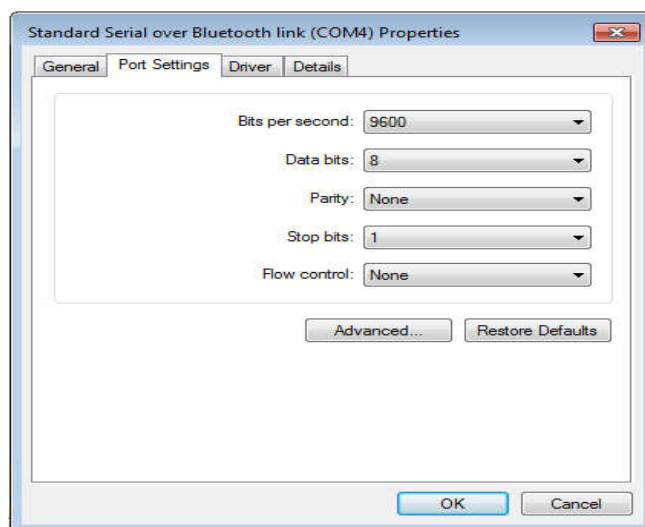 Standard Serial over Bluetooth link (COM4) Properties
General Port Settings Driver Details
Bits per second: 9600
Data bits: 8
Parity: None
Stop bits: 1
Flow control: None
Advanced... Restore Defaults
OK Cancel